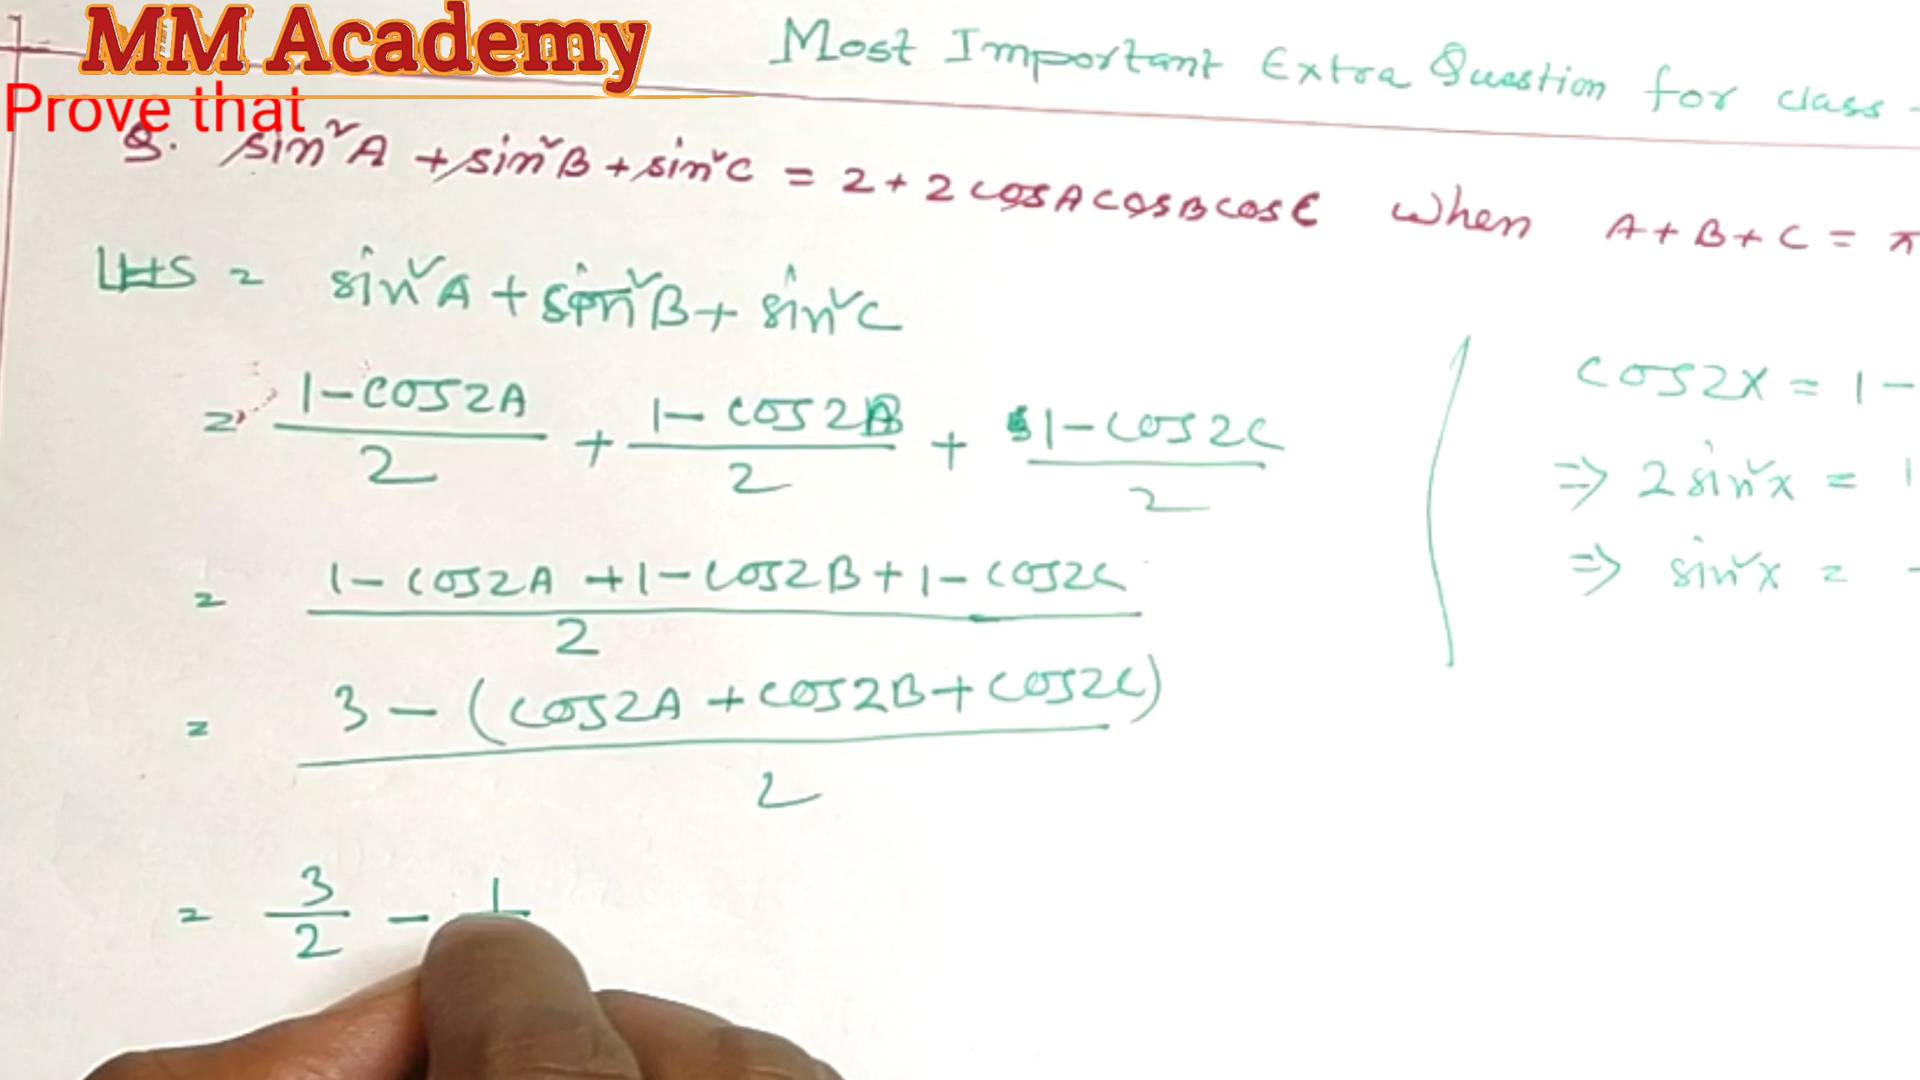 MM Academy
Most Important Extra Question for class -
Prove that
Q. sin²A + sin²B + sin²C = 2 + 2 cosA cosB cosC when A + B + C = π
LHS = sin²A + sin²B + sin²C
= 1-cos2A/2 + 1-cos2B/2 + 1-cos2C/2
= 1-cos2A+1-cos2B+1-cos2C/2
= 3-(cos2A+cos2B+cos2C)/2
= 3/2 - 1
cos2x = 1 -
⇒ 2sin²x = 1
⇒ sin²x =